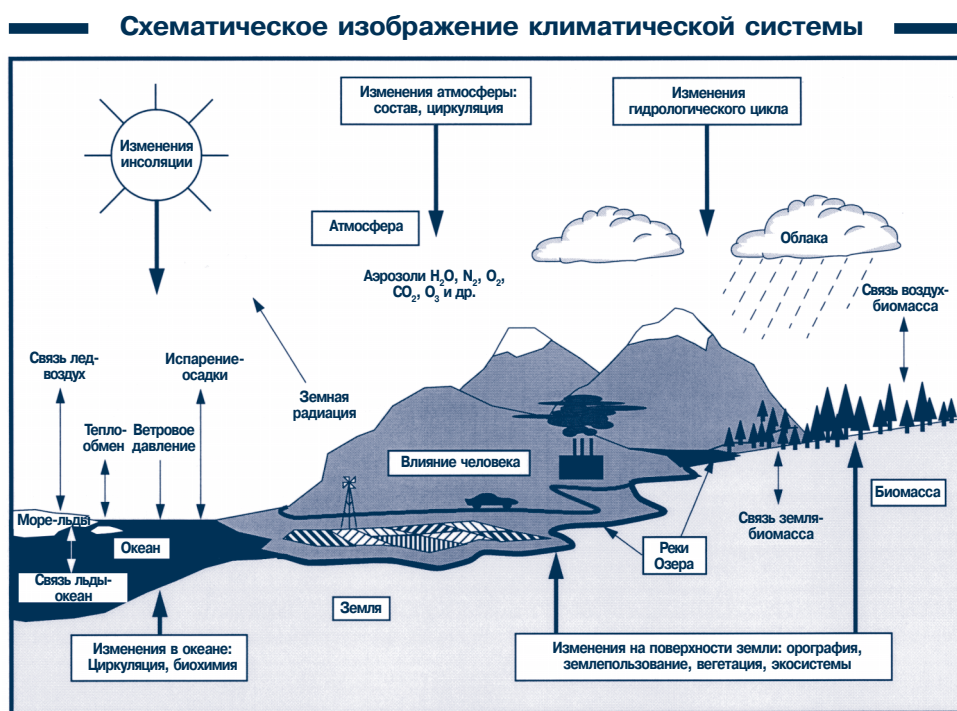 Схематическое изображение климатической системы
Изменения
инсоляции
Изменения атмосферы:
состав, циркуляция
Изменения
гидрологического цикла
Атмосфера
Аэрозоли H₂O, N₂, O₂,
CO₂, O₃ и др.
Облака
Связь воздух-
биомасса
Связь лед-
воздух
Испарение-
осадки
Земная
радиация
Тепло-
обмен
Ветровое
давление
Влияние человека
Биомасса
Море-льды
Океан
Связь льды-
океан
Связь земля-
биомасса
Реки
Озера
Земля
Изменения в океане:
Циркуляция, биохимия
Изменения на поверхности земли: орография,
землепользование, вегетация, экосистемы